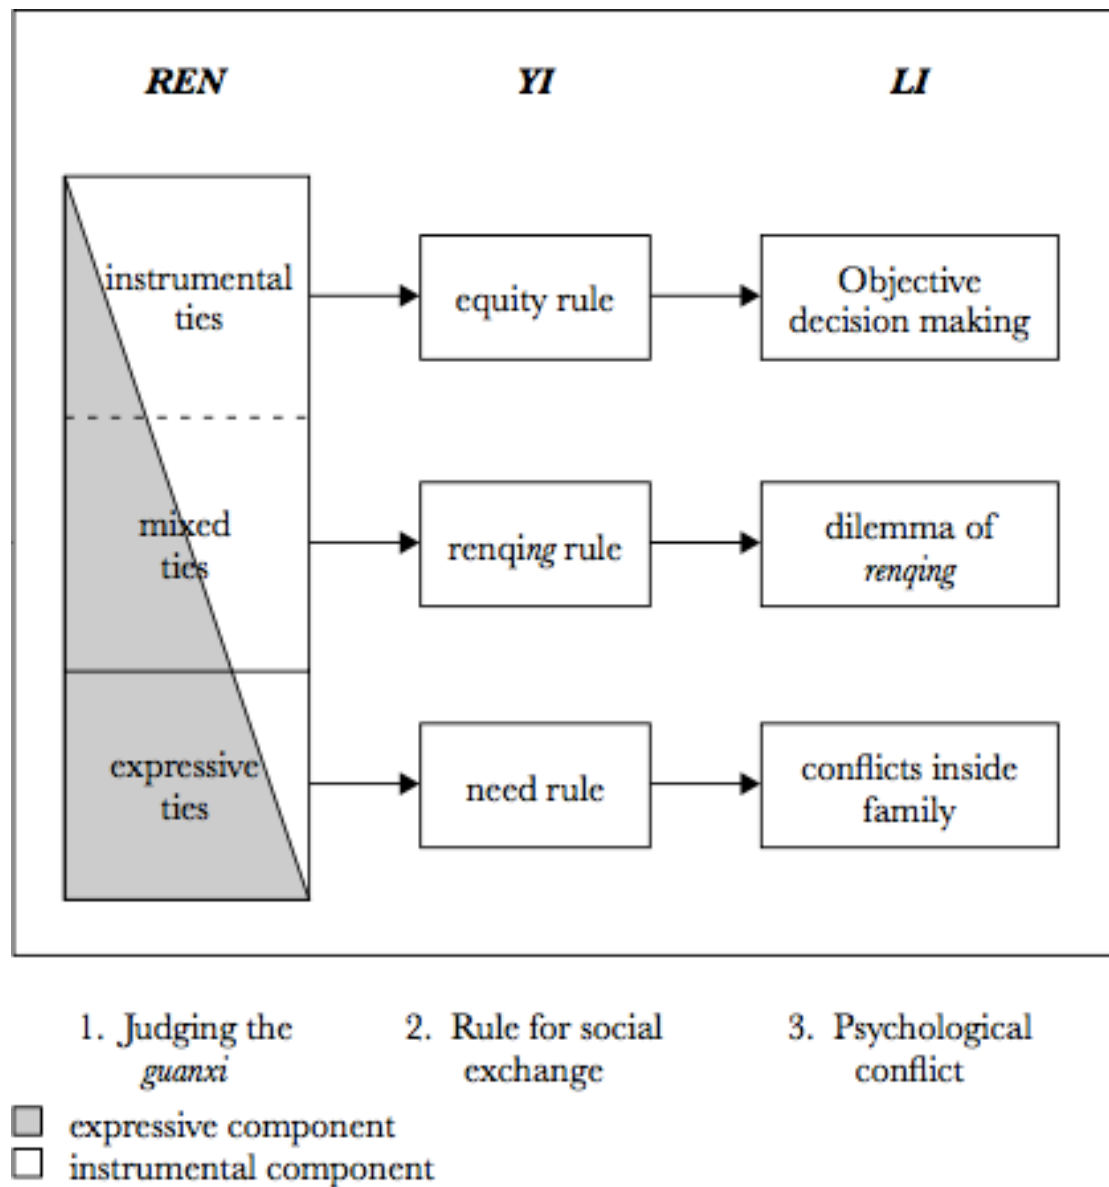 REN YI LI
instrumental
ties
equity rule
Objective
decision making
mixed
ties
renqing rule
dilemma of
renqing
expressive
ties
need rule
conflicts inside
family
1. Judging the
guanxi
2. Rule for social
exchange
3. Psychological
conflict
expressive component
instrumental component